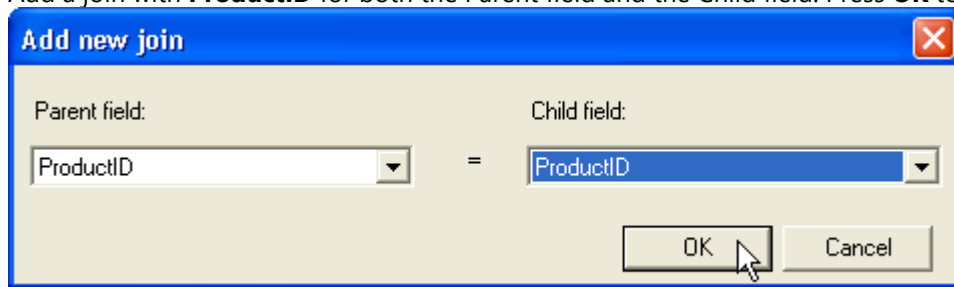 Add a join with ProductID for both the Parent field and the Child field. Press OK to
Add new join
Parent field: Child field:
ProductID = ProductID
OK Cancel